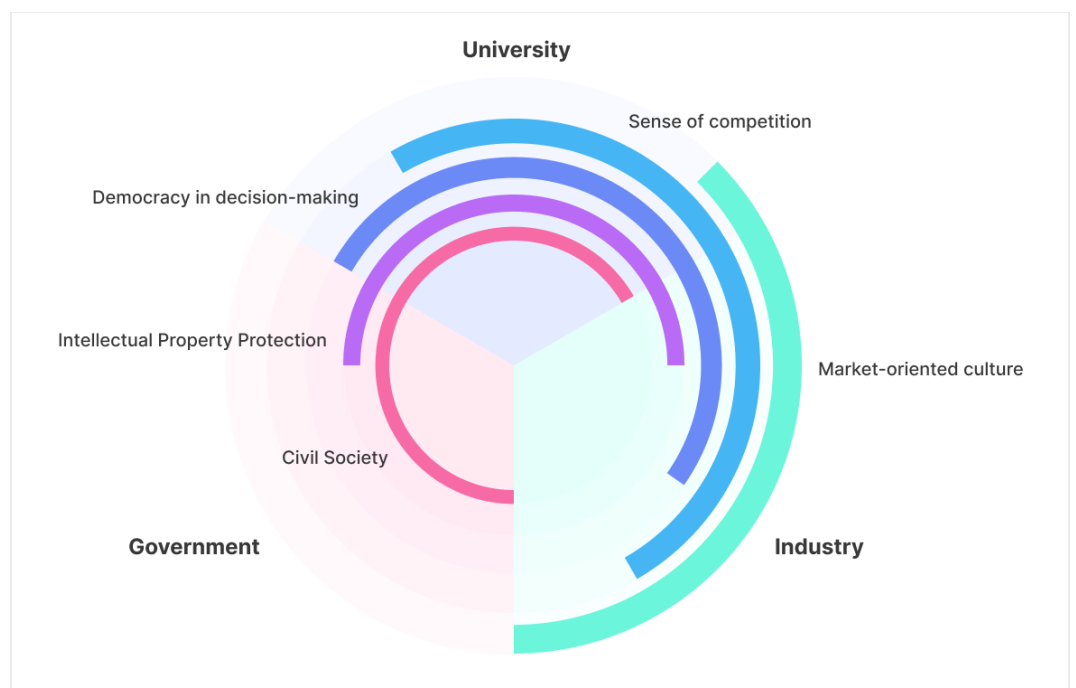 University
Sense of competition
Democracy in decision-making
Intellectual Property Protection
Market-oriented culture
Civil Society
Government
Industry